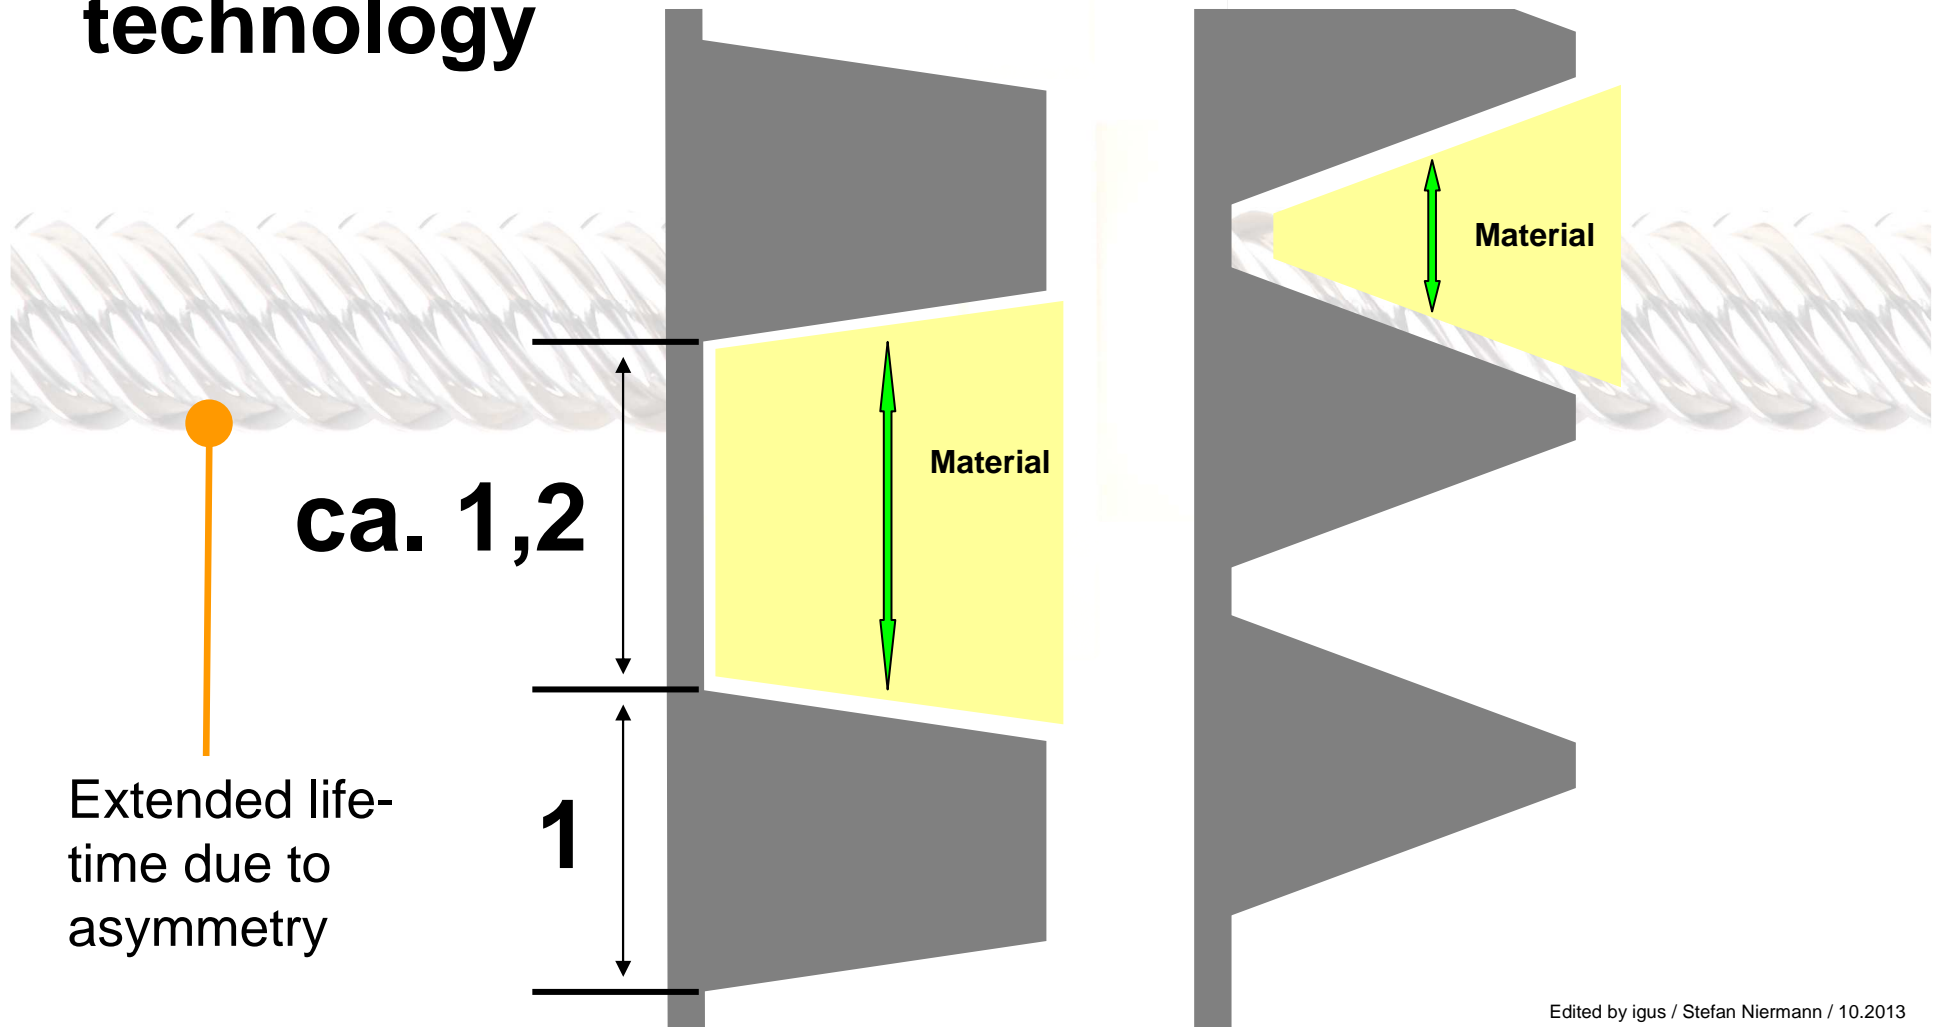 technology
Material
Material
ca. 1,2
1
Extended life-
time due to
asymmetry
Edited by igus / Stefan Niermann / 10.2013